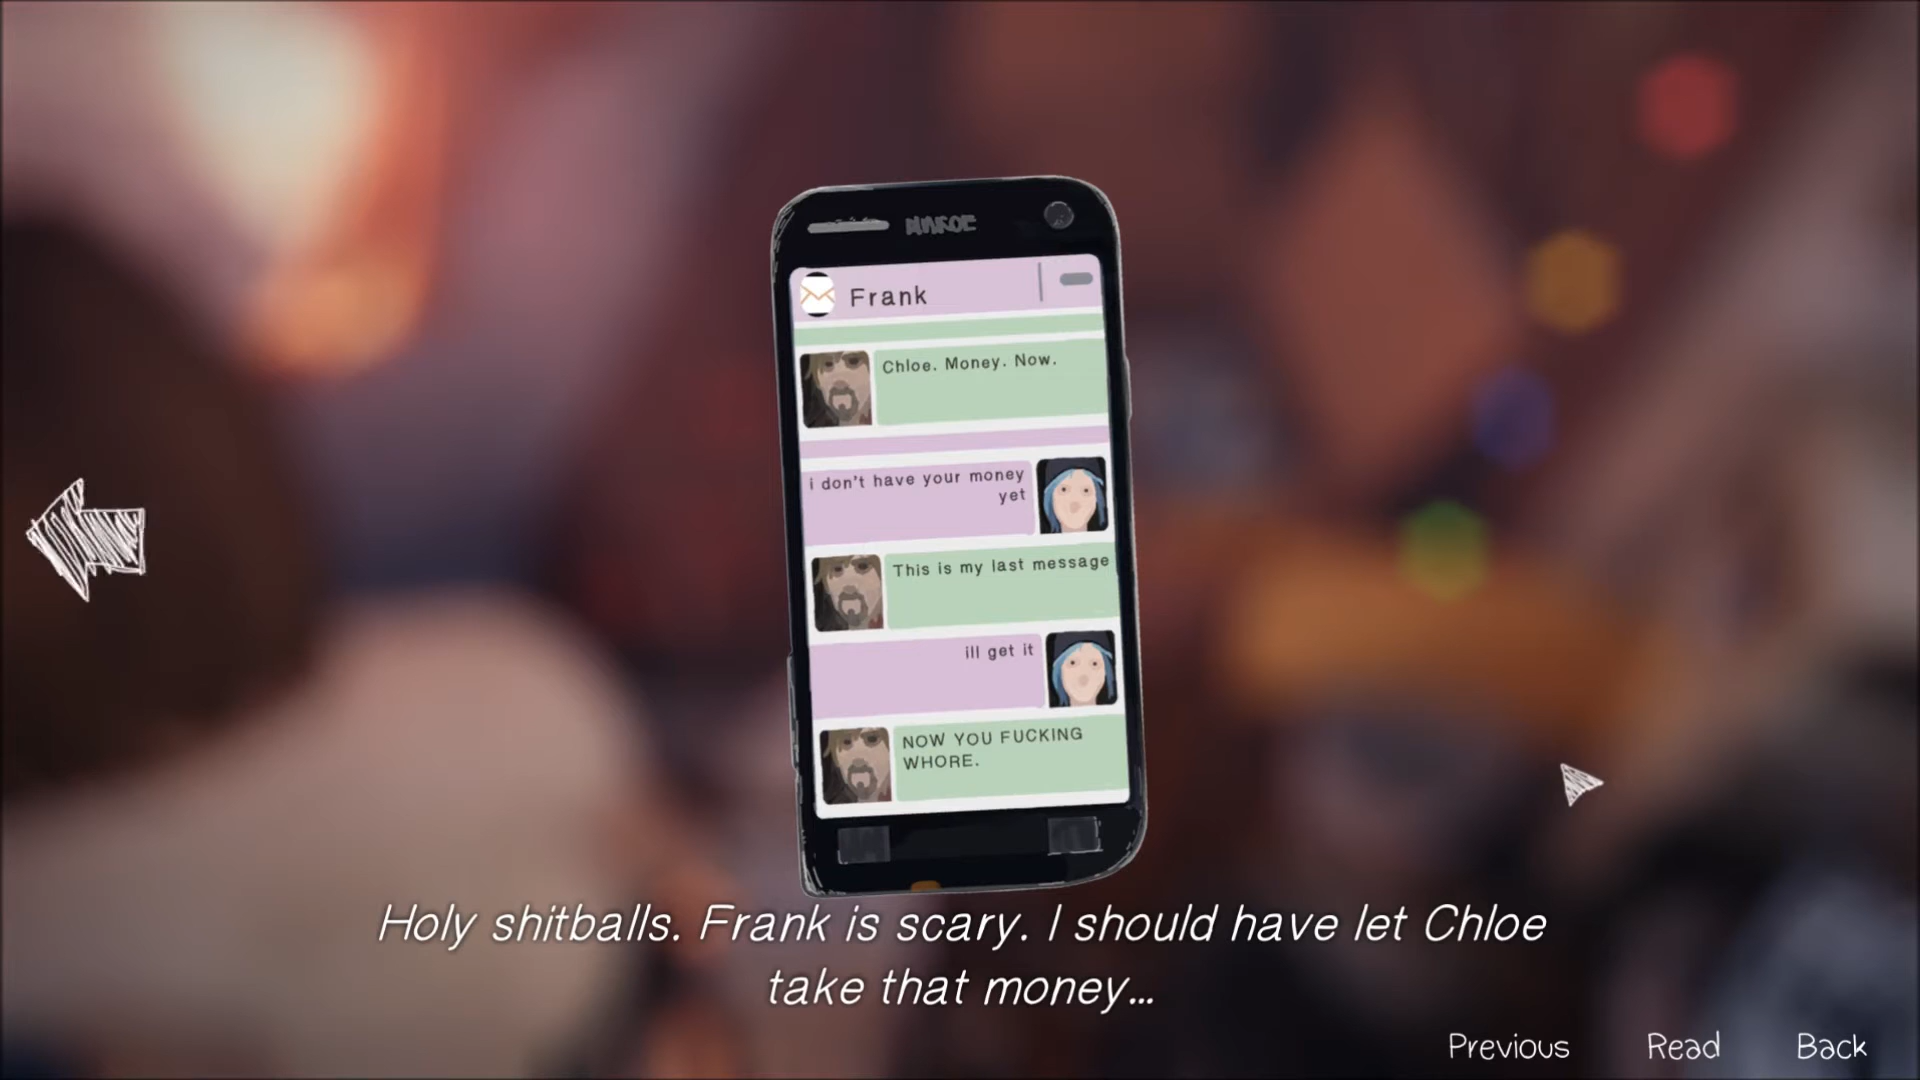 Frank
Chloe. Money. Now.
i don't have your money
yet
This is my last message
ill get it
NOW YOU FUCKING
WHORE.
Holy shitballs. Frank is scary. I should have let Chloe
take that money...
Previous Read Back